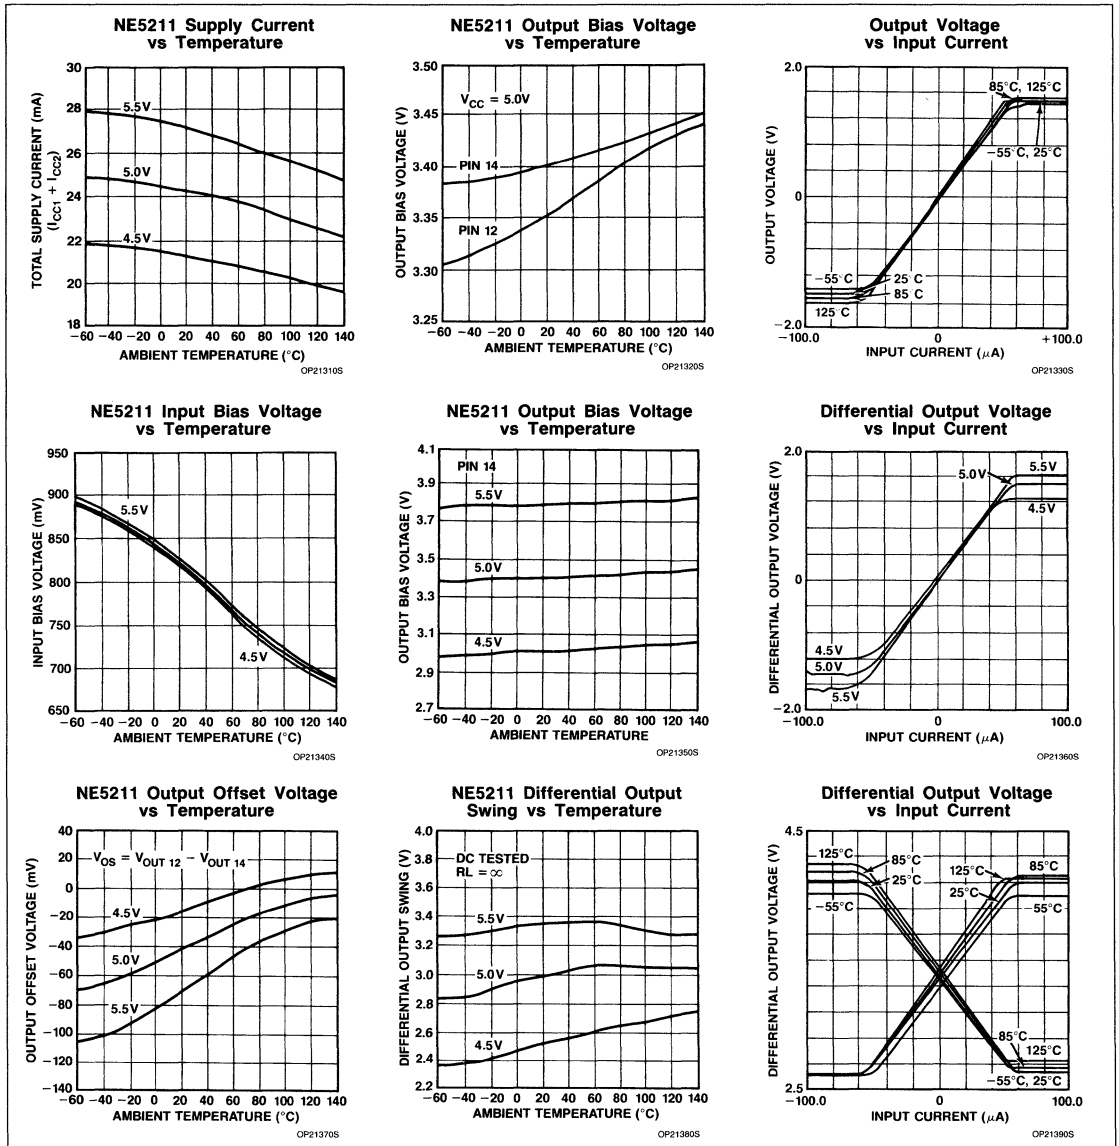 NE5211 Supply Current
vs Temperature
TOTAL SUPPLY CURRENT (mA)
(ICC1 + ICC2)
30
28
26
24
22
20
18
5.5V
5.0V
4.5V
−60 −40 −20 0 20 40 60 80 100 120 140
AMBIENT TEMPERATURE (°C)
OP21310S
NE5211 Output Bias Voltage
vs Temperature
OUTPUT BIAS VOLTAGE (V)
3.50
3.45
3.40
3.35
3.30
3.25
VCC = 5.0V
PIN 14
PIN 12
−60 −40 −20 0 20 40 60 80 100 120 140
AMBIENT TEMPERATURE (°C)
OP21320S
Output Voltage
vs Input Current
OUTPUT VOLTAGE (V)
2.0
0
−2.0
85°C, 125°C
−55°C, 25°C
−55°C
25°C
85°C
125°C
−100.0 0 +100.0
INPUT CURRENT (μA)
OP21330S
NE5211 Input Bias Voltage
vs Temperature
INPUT BIAS VOLTAGE (mV)
950
900
850
800
750
700
650
5.5V
4.5V
−60 −40 −20 0 20 40 60 80 100 120 140
AMBIENT TEMPERATURE (°C)
OP21340S
NE5211 Output Bias Voltage
vs Temperature
OUTPUT BIAS VOLTAGE (V)
4.1
3.9
3.7
3.5
3.3
3.1
2.9
2.7
PIN 14
5.5V
5.0V
4.5V
−60 −40 −20 0 20 40 60 80 100 120 140
AMBIENT TEMPERATURE
OP21350S
Differential Output Voltage
vs Input Current
DIFFERENTIAL OUTPUT VOLTAGE (V)
2.0
0
−2.0
5.0V
5.5V
4.5V
4.5V
5.0V
5.5V
−100.0 0 100.0
INPUT CURRENT (μA)
OP21360S
NE5211 Output Offset Voltage
vs Temperature
OUTPUT OFFSET VOLTAGE (mV)
40
20
0
−20
−40
−60
−80
−100
−120
−140
VOS = VOUT 12 − VOUT 14
4.5V
5.0V
5.5V
−60 −40 −20 0 20 40 60 80 100 120 140
AMBIENT TEMPERATURE (°C)
OP21370S
NE5211 Differential Output
Swing vs Temperature
DIFFERENTIAL OUTPUT SWING (V)
4.0
3.8
3.6
3.4
3.2
3.0
2.8
2.6
2.4
2.2
DC TESTED
RL = ∞
5.5V
5.0V
4.5V
−60 −40 −20 0 20 40 60 80 100 120 140
AMBIENT TEMPERATURE (°C)
OP21380S
Differential Output Voltage
vs Input Current
DIFFERENTIAL OUTPUT VOLTAGE (V)
4.5
2.5
125°C
85°C
25°C
−55°C
125°C
85°C
25°C
−55°C
85°C
125°C
−55°C, 25°C
−100.0 0 100.0
INPUT CURRENT (μA)
OP21390S